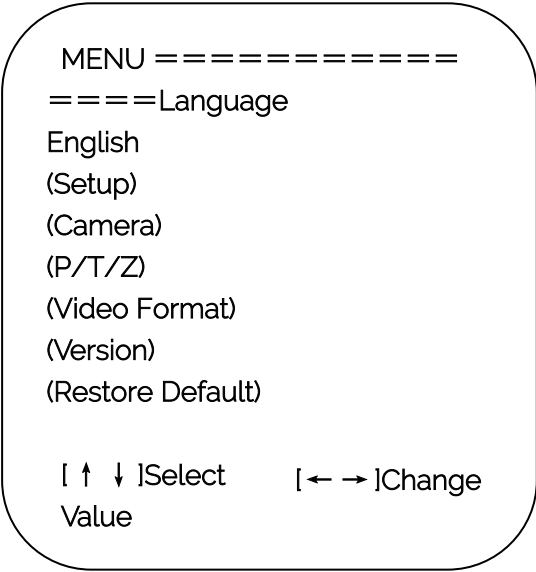 MENU ===========
====Language
English
(Setup)
(Camera)
(P/T/Z)
(Video Format)
(Version)
(Restore Default)
[ ↑ ↓ ]Select [← →]Change
Value